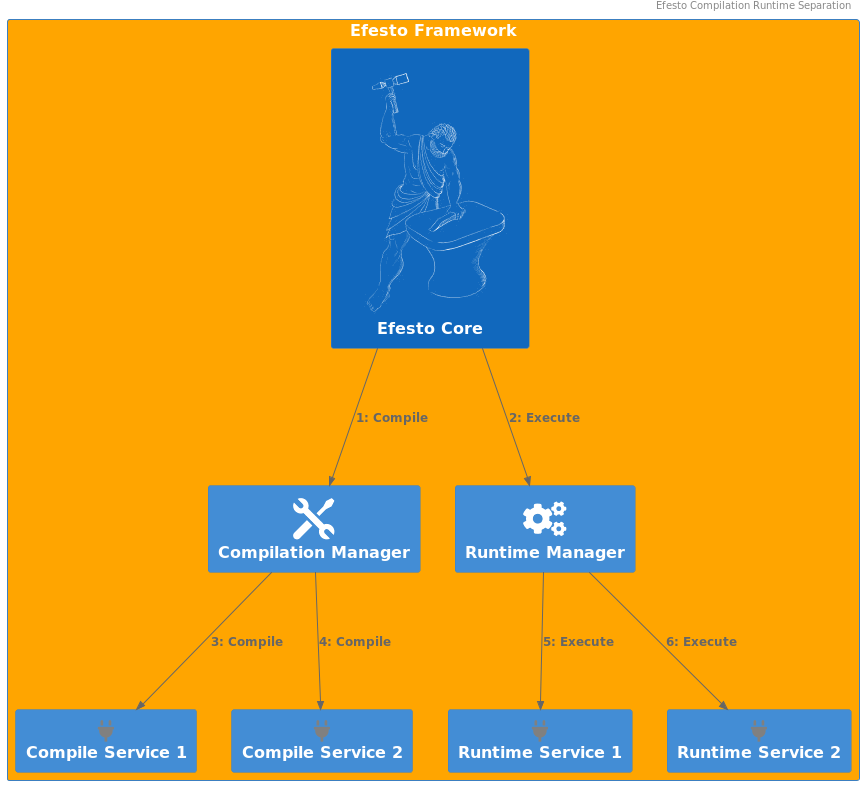 Efesto Compilation Runtime Separation
Efesto Framework
Efesto Core
1: Compile
2: Execute
Compilation Manager
Runtime Manager
3: Compile
4: Compile
5: Execute
6: Execute
Compile Service 1
Compile Service 2
Runtime Service 1
Runtime Service 2